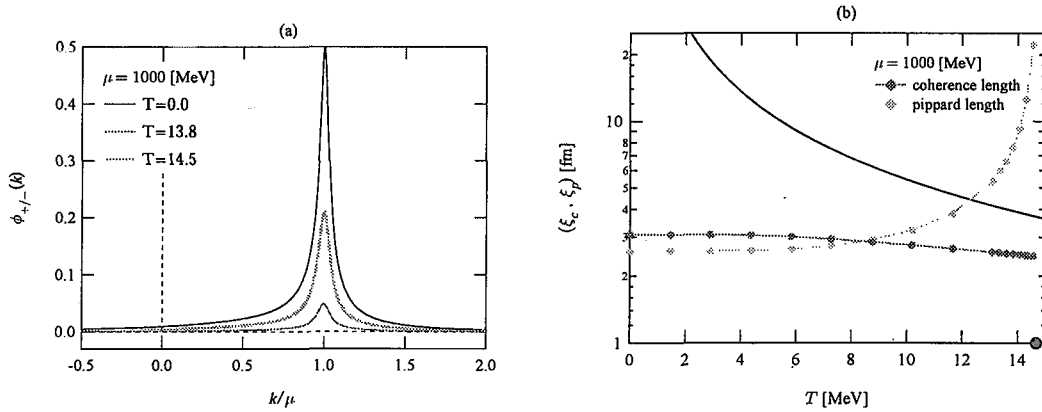 (a)
0.5
0.4
0.3
0.2
0.1
0.0
ϕ+/−(k)
μ = 1000 [MeV]
T=0.0
T=13.8
T=14.5
-0.5
0.0
0.5
1.0
1.5
2.0
k/μ
(b)
2
10
8
7
6
5
4
3
2
1
(ξc , ξp) [fm]
μ = 1000 [MeV]
coherence length
pippard length
0
2
4
6
8
10
12
14
T [MeV]